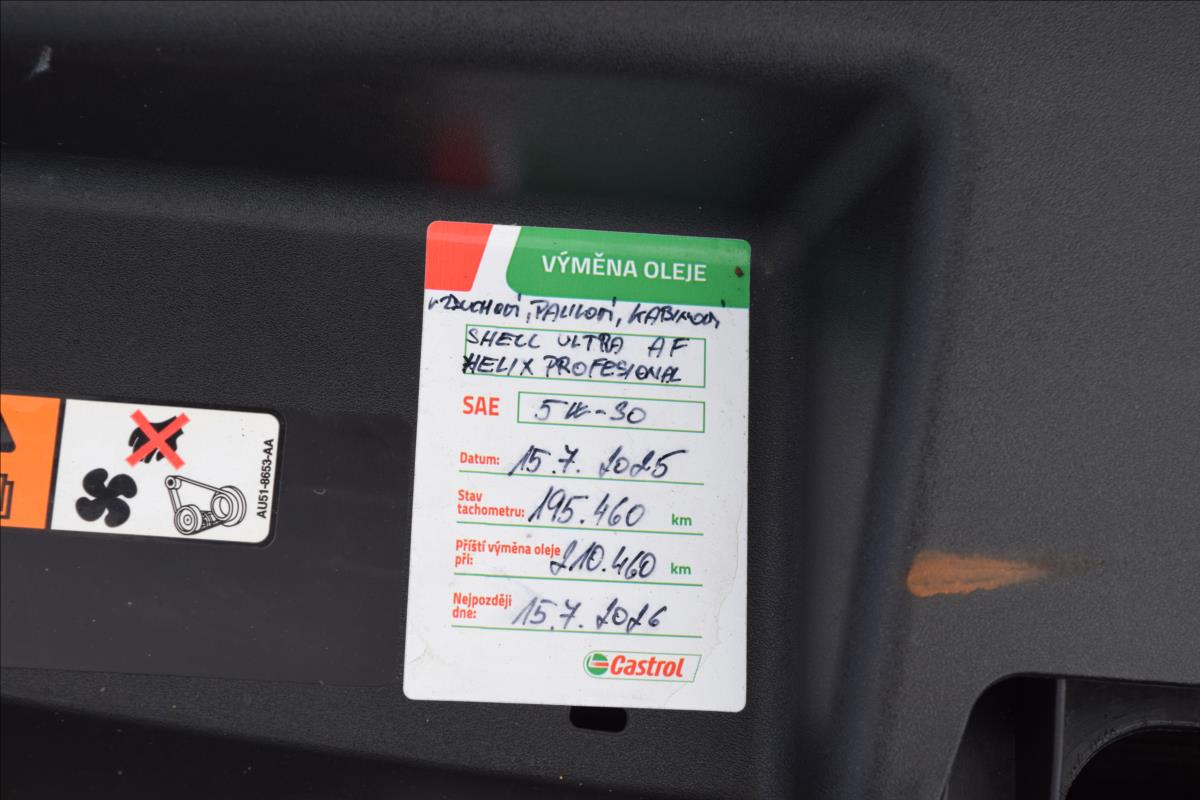 VÝMĚNA OLEJE
VZDUCHOVÝ, PALIVOVÝ, KABINOVÝ
SHELL ULTRA AF
HELIX PROFESIONAL
SAE 5W-30
Datum: 15.7. 2025
Stav
tachometru: 195.460 km
Příští výměna oleje
při: 210.460 km
Nejpozději
dne: 15.7. 2026
Castrol
AU51-8653-AA